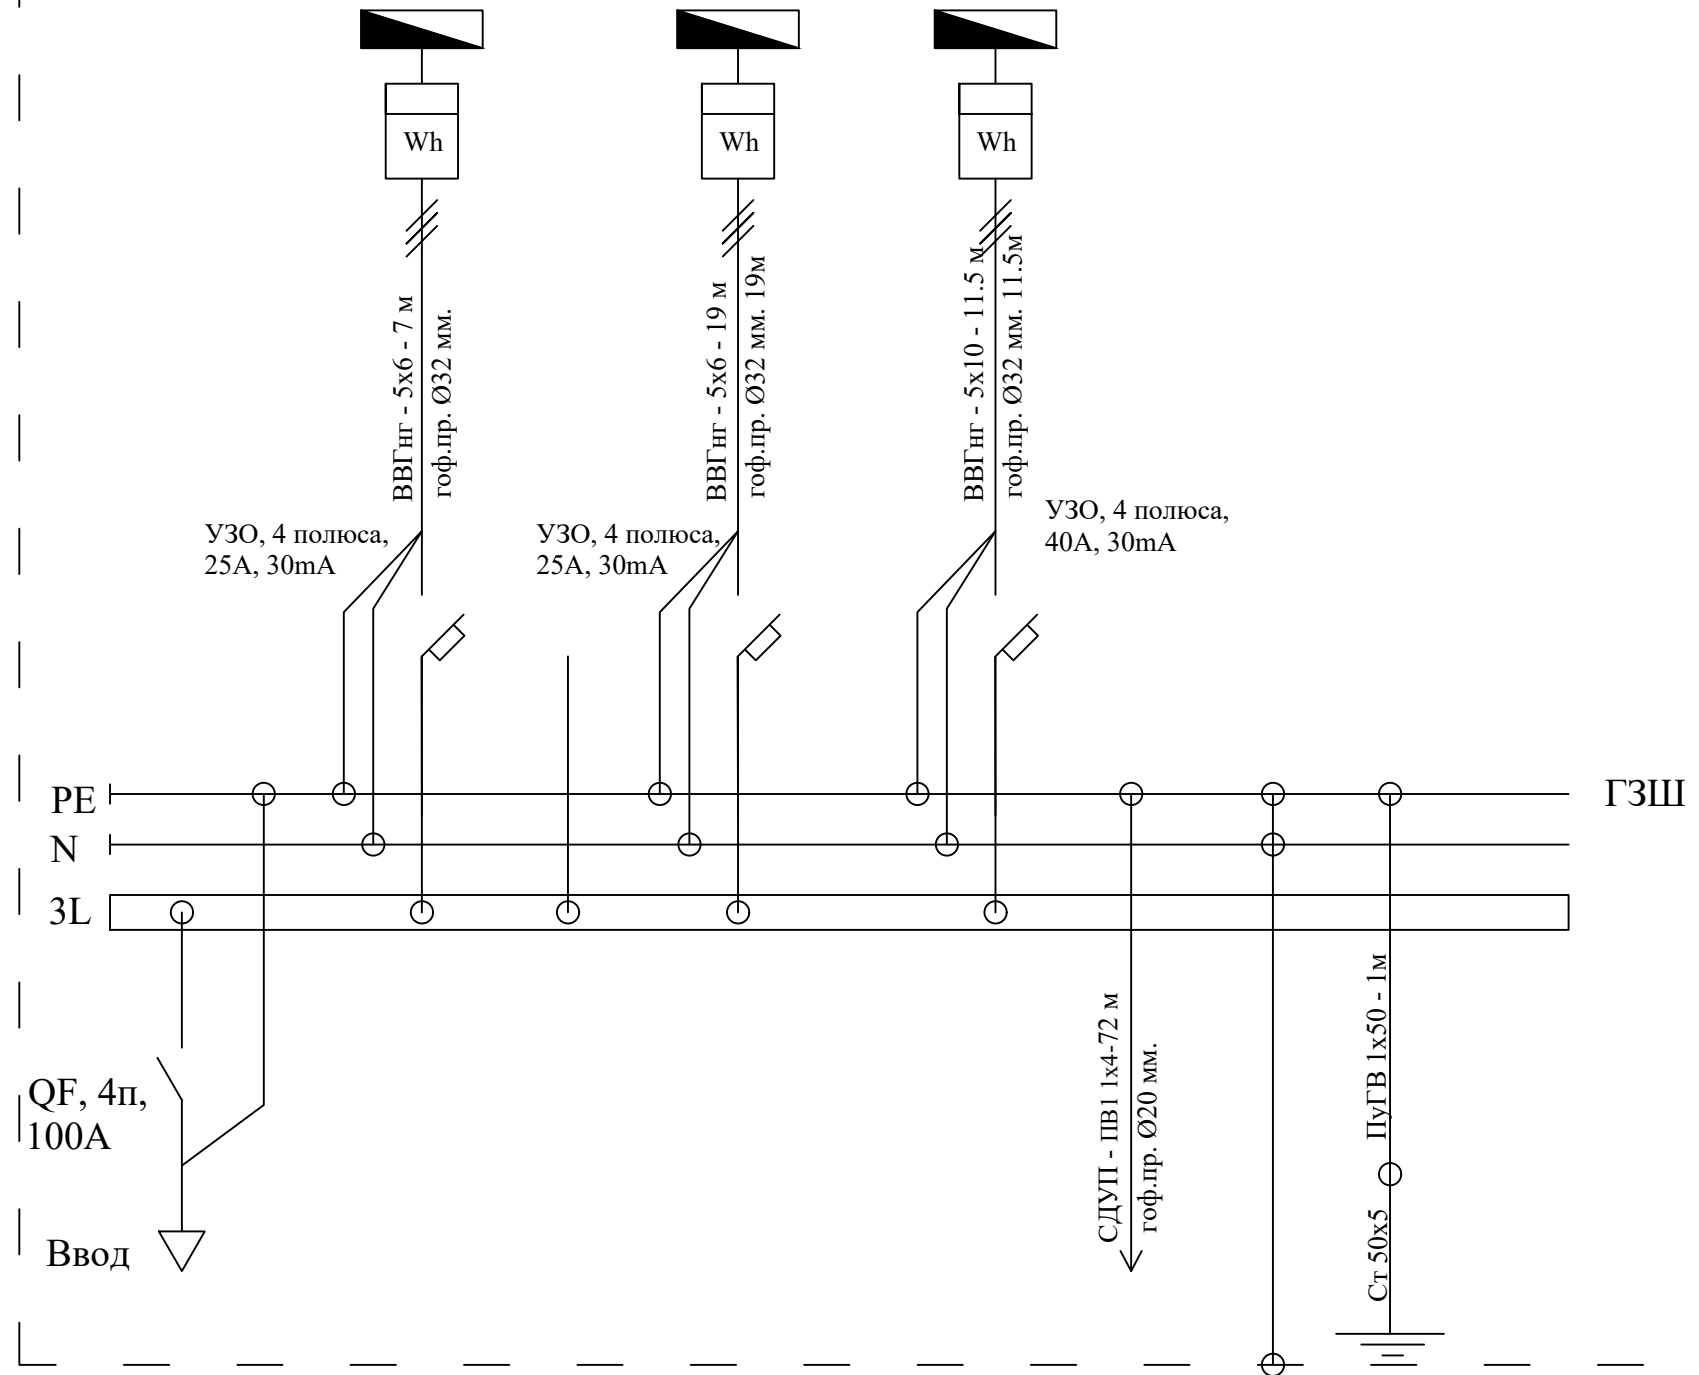 Wh
Wh
Wh
ВВГнг - 5х6 - 7 м
гоф.пр. Ø32 мм.
ВВГнг - 5х6 - 19 м
гоф.пр. Ø32 мм. 19м
ВВГнг - 5х10 - 11.5 м
гоф.пр. Ø32 мм. 11.5м
УЗО, 4 полюса,
25А, 30mA
УЗО, 4 полюса,
25А, 30mA
УЗО, 4 полюса,
40А, 30mA
PE
ГЗШ
N
3L
QF, 4п,
100А
Ввод
СДУП - ПВ1 1х4-72 м
гоф.пр. Ø20 мм.
ПуГВ 1х50 - 1м
Ст 50х5